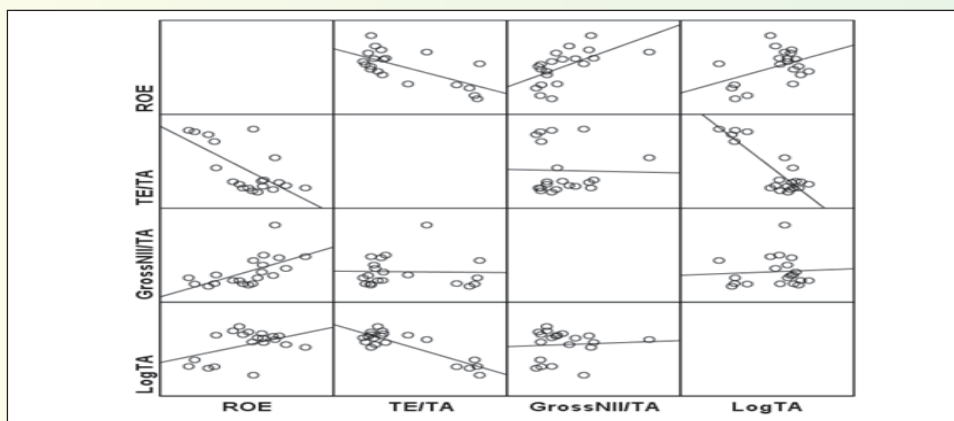 ROE
TE/TA
GrossNII/TA
LogTA
ROE TE/TA GrossNII/TA LogTA